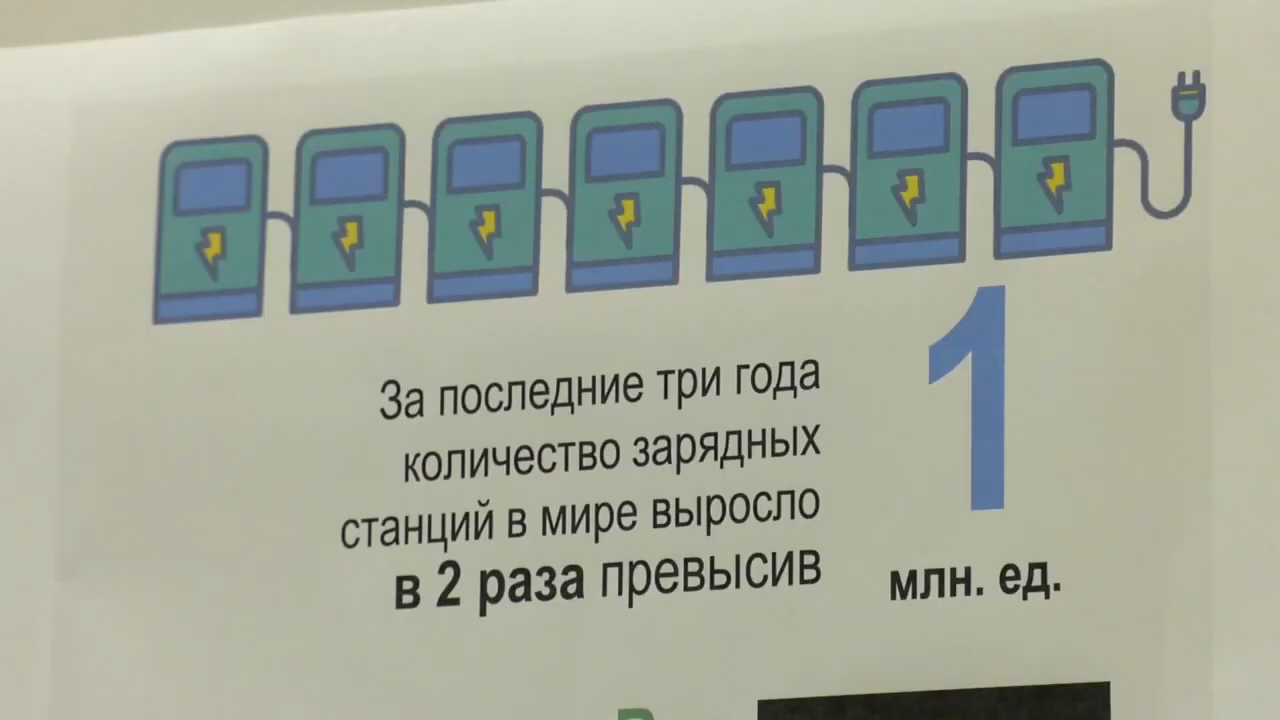 За последние три года
количество зарядных
станций в мире выросло
в 2 раза превысив
1
млн. ед.